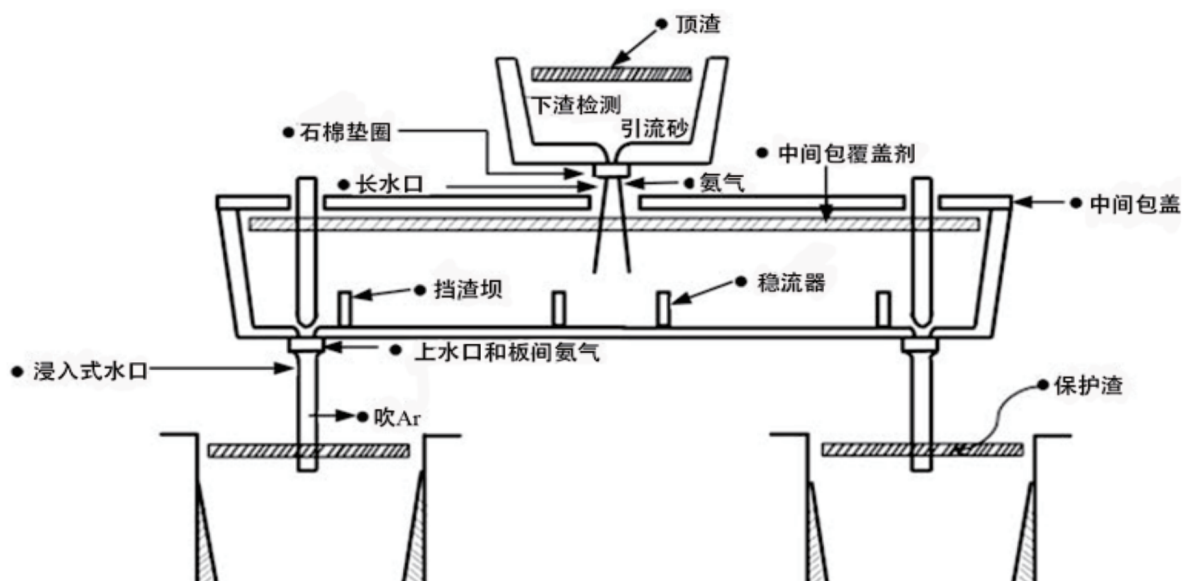 ● 顶渣
下渣检测
引流砂
● 石棉垫圈
● 中间包覆盖剂
● 长水口
● 氨气
● 中间包盖
● 挡渣坝
● 稳流器
● 上水口和板间氨气
● 浸入式水口
● 保护渣
● 吹Ar